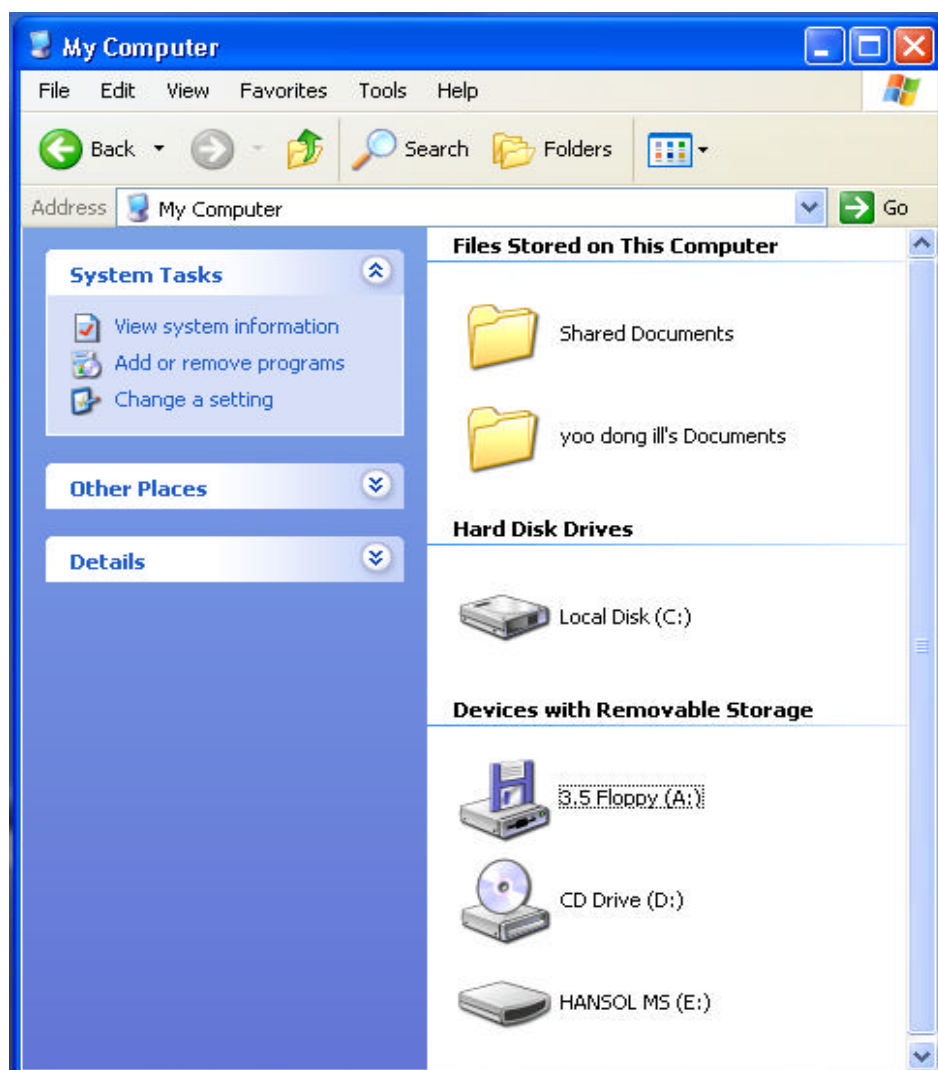 My Computer
File Edit View Favorites Tools Help
Back Search Folders
Address My Computer Go
System Tasks
View system information
Add or remove programs
Change a setting
Other Places
Details
Files Stored on This Computer
Shared Documents
yoo dong ill's Documents
Hard Disk Drives
Local Disk (C:)
Devices with Removable Storage
3.5 Floppy (A:)
CD Drive (D:)
HANSOL MS (E:)